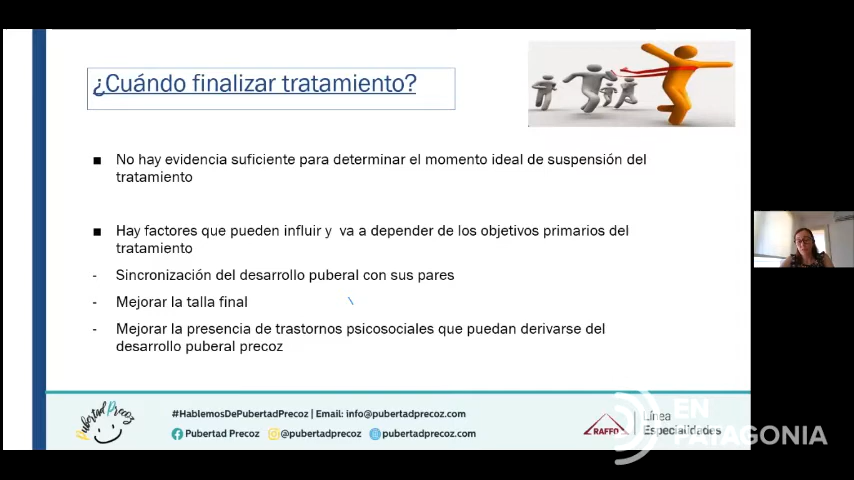 ¿Cuándo finalizar tratamiento?
■ No hay evidencia suficiente para determinar el momento ideal de suspensión del
tratamiento
■ Hay factores que pueden influir y va a depender de los objetivos primarios del
tratamiento
- Sincronización del desarrollo puberal con sus pares
- Mejorar la talla final
- Mejorar la presencia de trastornos psicosociales que puedan derivarse del
desarrollo puberal precoz
Pubertad Precoz
#HablemosDePubertadPrecoz | Email: info@pubertadprecoz.com
Pubertad Precoz @pubertadprecoz pubertadprecoz.com
RAFFO
Línea
Especialidades
EN
PATAGONIA